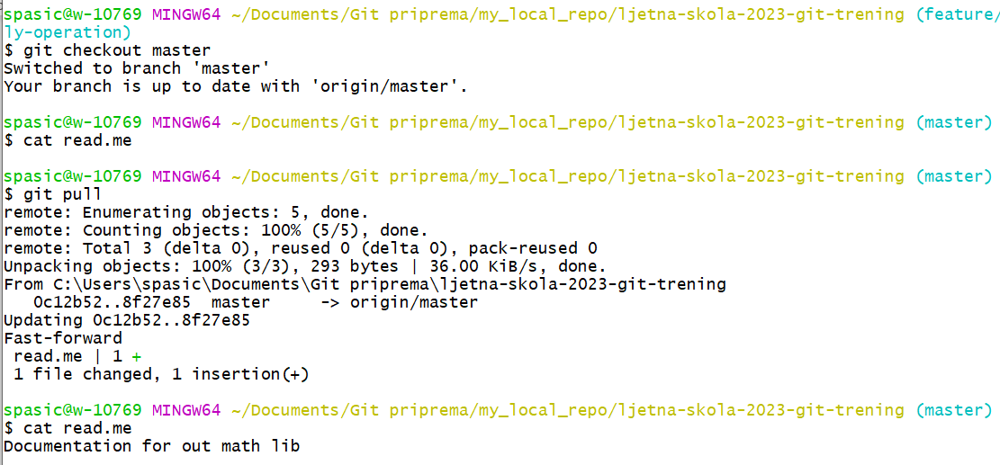 spasic@w-10769 MINGW64 ~/Documents/Git priprema/my_local_repo/ljetna-skola-2023-git-trening (feature/
ly-operation)
$ git checkout master
Switched to branch 'master'
Your branch is up to date with 'origin/master'.
spasic@w-10769 MINGW64 ~/Documents/Git priprema/my_local_repo/ljetna-skola-2023-git-trening (master)
$ cat read.me
spasic@w-10769 MINGW64 ~/Documents/Git priprema/my_local_repo/ljetna-skola-2023-git-trening (master)
$ git pull
remote: Enumerating objects: 5, done.
remote: Counting objects: 100% (5/5), done.
remote: Total 3 (delta 0), reused 0 (delta 0), pack-reused 0
Unpacking objects: 100% (3/3), 293 bytes | 36.00 KiB/s, done.
From C:\Users\spasic\Documents\Git priprema\ljetna-skola-2023-git-trening
   0c12b52..8f27e85  master     -> origin/master
Updating 0c12b52..8f27e85
Fast-forward
 read.me | 1 +
 1 file changed, 1 insertion(+)
spasic@w-10769 MINGW64 ~/Documents/Git priprema/my_local_repo/ljetna-skola-2023-git-trening (master)
$ cat read.me
Documentation for out math lib